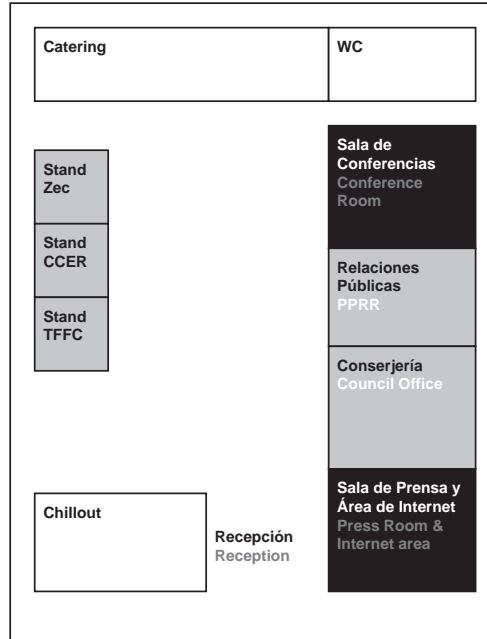 Catering
WC
Sala de
Conferencias
Conference
Room
Stand
Zec
Stand
CCER
Stand
TFFC
Relaciones
Públicas
PPRR
Conserjería
Council Office
Sala de Prensa y
Área de Internet
Press Room &
Internet area
Chillout
Recepción
Reception